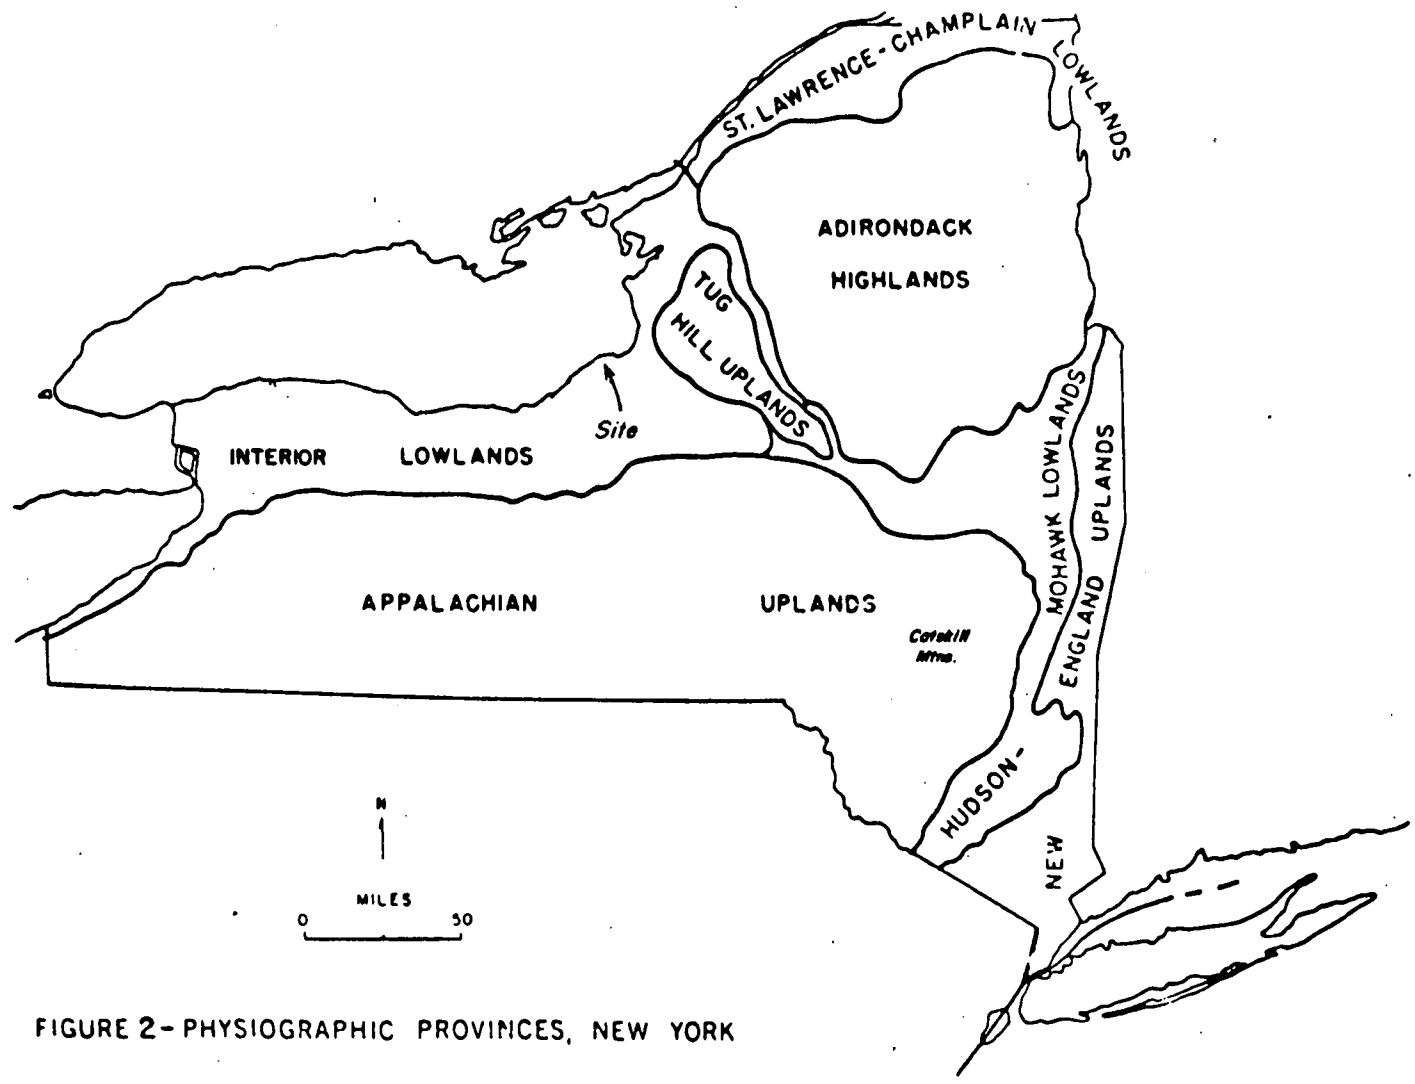 ST. LAWRENCE - CHAMPLAIN
LOWLANDS
ADIRONDACK
HIGHLANDS
TUG
HILL UPLANDS
Site
INTERIOR LOWLANDS
MOHAWK LOWLANDS
UPLANDS
ENGLAND
APPALACHIAN UPLANDS
Catskill
Mtns.
HUDSON-
NEW
N
MILES
0 50
FIGURE 2- PHYSIOGRAPHIC PROVINCES, NEW YORK